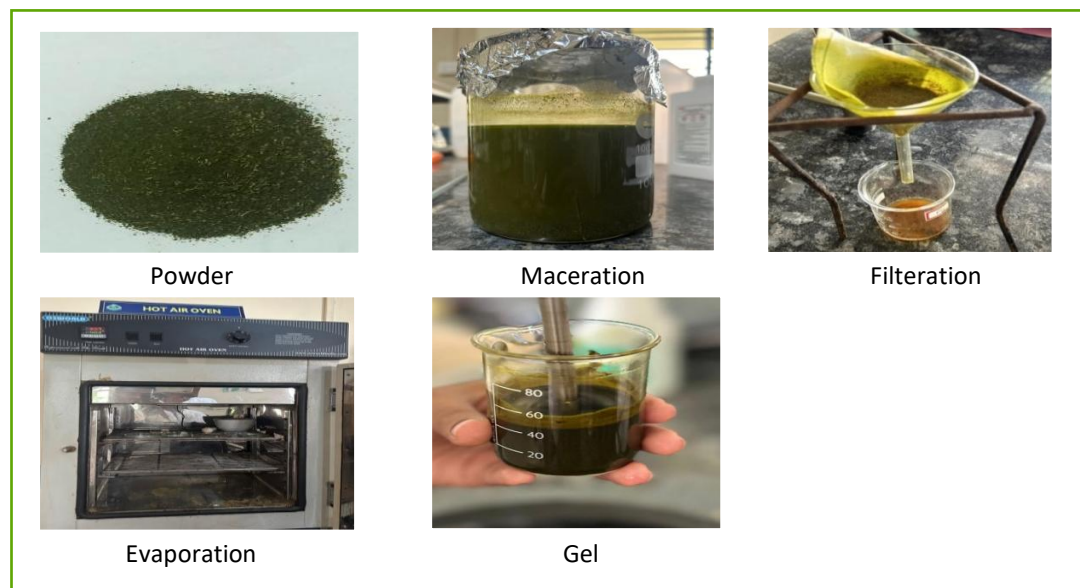 Powder
Maceration
Filteration
HOT AIR OVEN
HOT AIR OVEN
80
60
40
20
Evaporation
Gel